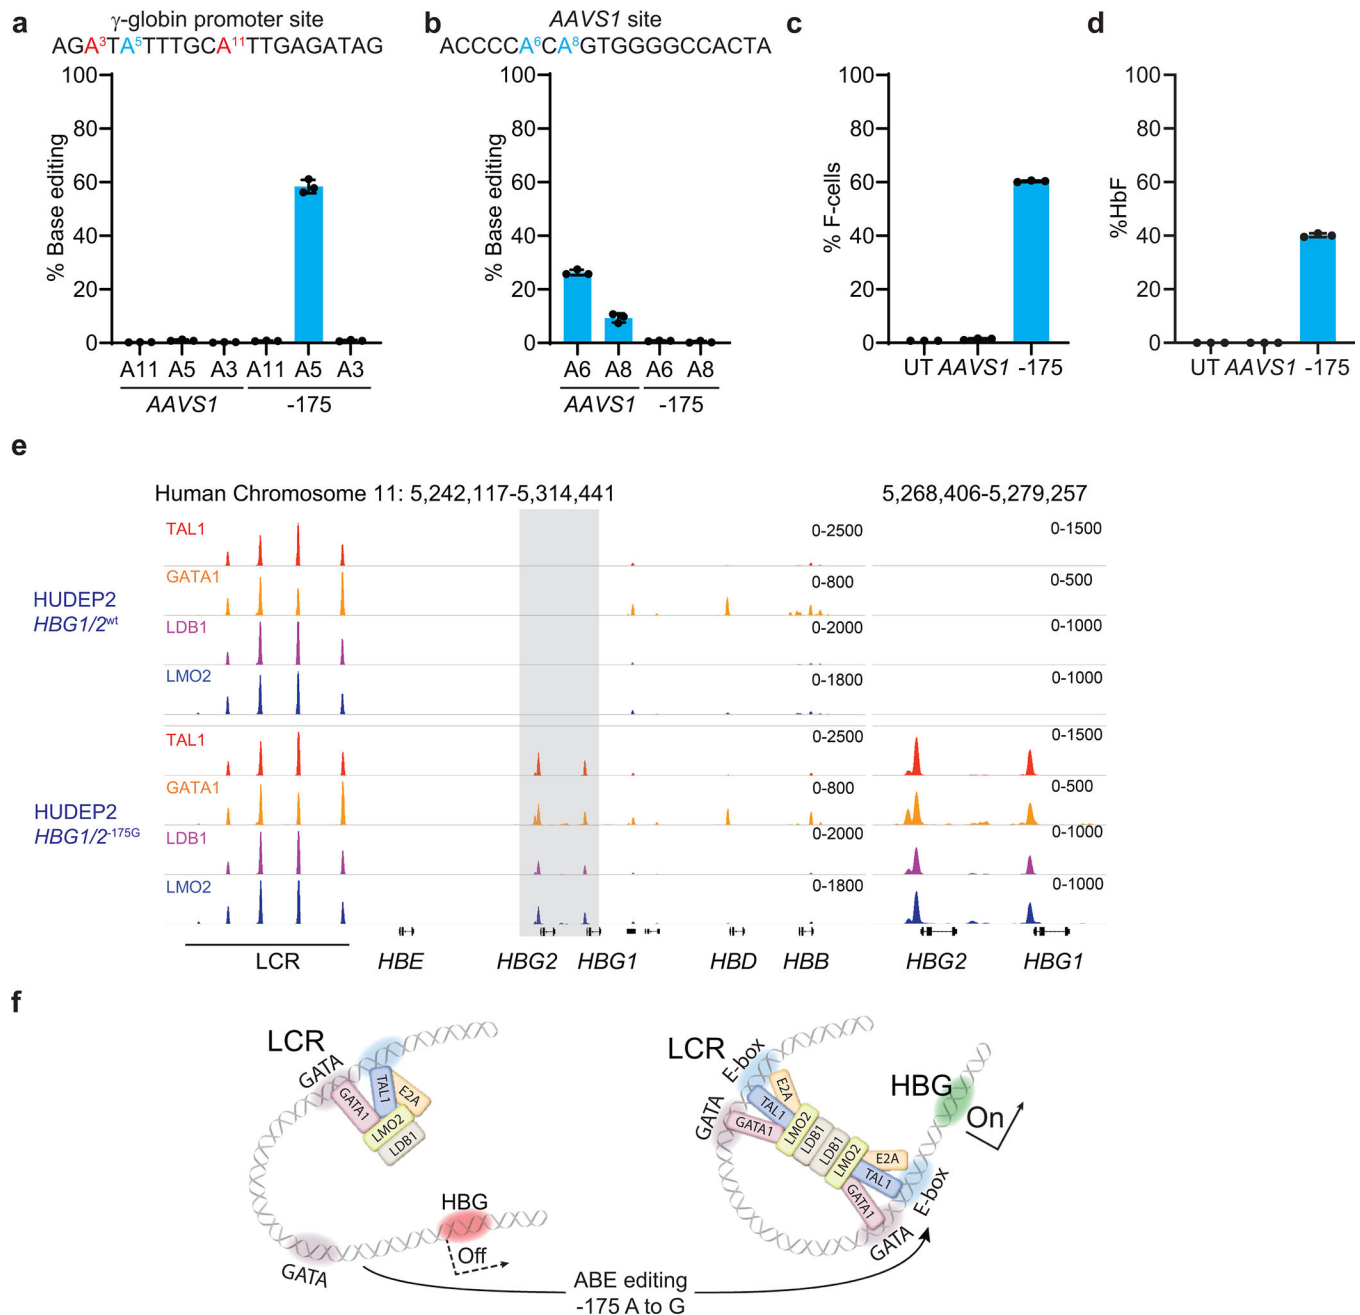 a
γ-globin promoter site
AGA³TA⁵TTTGCA¹¹TTGAGATAG
% Base editing
100
80
60
40
20
0
A11 A5 A3 A11 A5 A3
AAVS1 -175
b
AAVS1 site
ACCCCA⁶CA⁸GTGGGGCCACTA
% Base editing
100
80
60
40
20
0
A6 A8 A6 A8
AAVS1 -175
c
% F-cells
100
80
60
40
20
0
UT AAVS1 -175
d
%HbF
100
80
60
40
20
0
UT AAVS1 -175
e
Human Chromosome 11: 5,242,117-5,314,441 5,268,406-5,279,257
HUDEP2
HBG1/2ʷᵗ
TAL1 0-2500 0-1500
GATA1 0-800 0-500
LDB1 0-2000 0-1000
LMO2 0-1800 0-1000
HUDEP2
HBG1/2⁻¹⁷⁵ᴳ
TAL1 0-2500 0-1500
GATA1 0-800 0-500
LDB1 0-2000 0-1000
LMO2 0-1800 0-1000
LCR HBE HBG2 HBG1 HBD HBB HBG2 HBG1
f
LCR
GATA
GATA1
TAL1
E2A
LMO2
LDB1
HBG
Off
GATA
ABE editing
-175 A to G
LCR
E-box
GATA
E2A
TAL1
GATA1
LMO2
LDB1
LDB1
LMO2
E2A
TAL1
GATA1
E-box
GATA
HBG
On